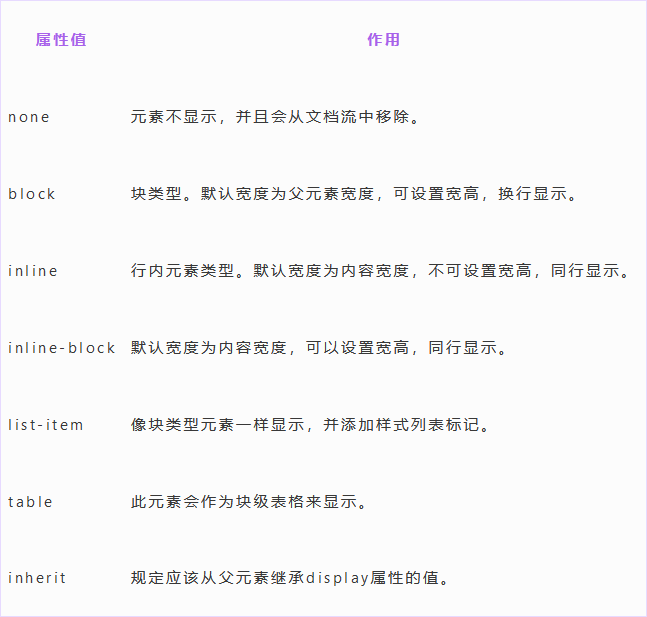 属性值 作用
none 元素不显示，并且会从文档流中移除。
block 块类型。默认宽度为父元素宽度，可设置宽高，换行显示。
inline 行内元素类型。默认宽度为内容宽度，不可设置宽高，同行显示。
inline-block 默认宽度为内容宽度，可以设置宽高，同行显示。
list-item 像块类型元素一样显示，并添加样式列表标记。
table 此元素会作为块级表格来显示。
inherit 规定应该从父元素继承display属性的值。